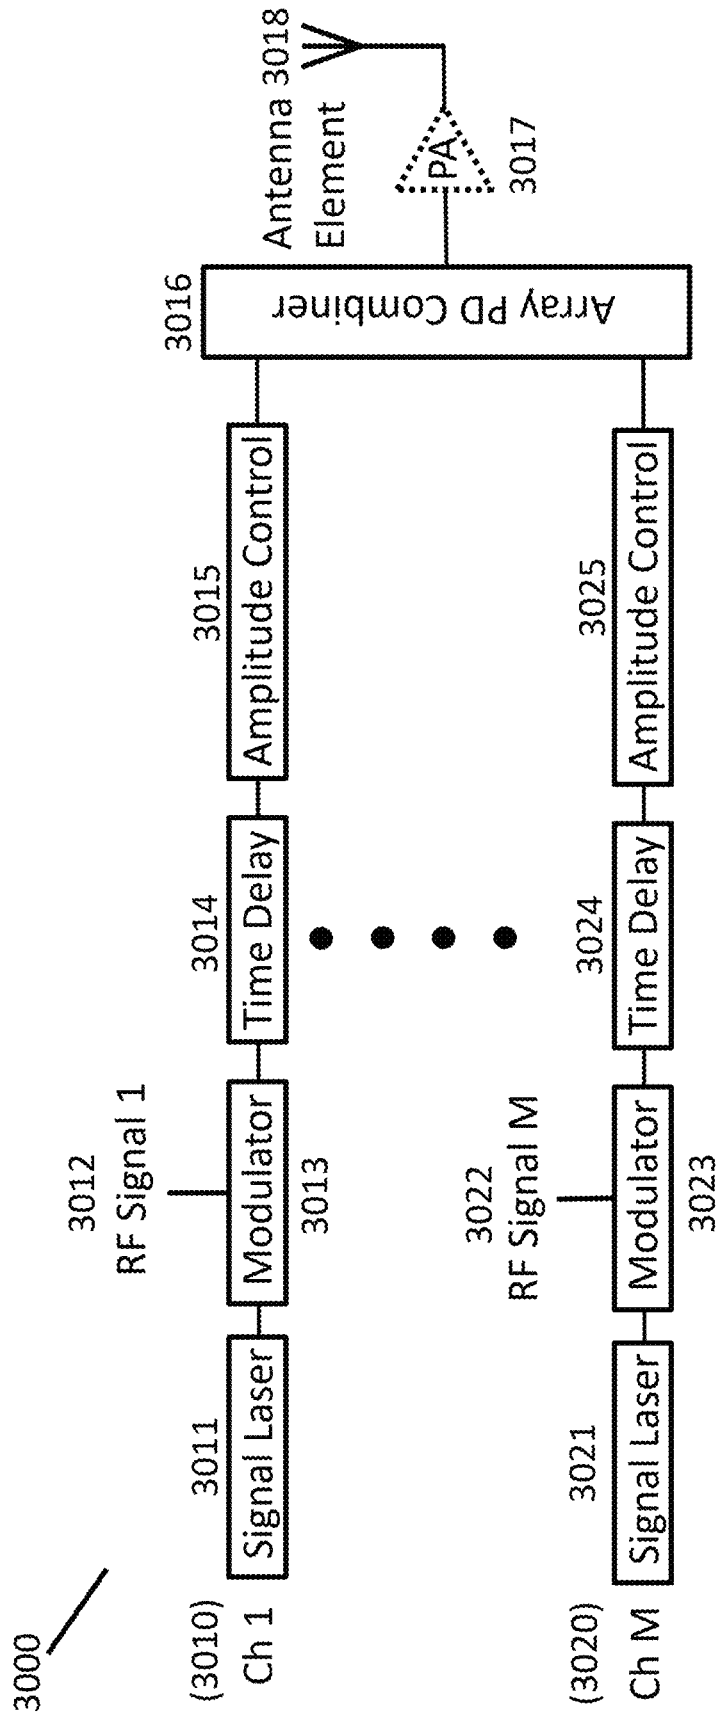 3000
(3010)
Ch 1
3011
Signal Laser
3012
RF Signal 1
Modulator
3013
3014
Time Delay
3015
Amplitude Control
3016
Array PD Combiner
Antenna 3018
Element
PA
3017
(3020)
Ch M
3021
Signal Laser
3022
RF Signal M
Modulator
3023
3024
Time Delay
3025
Amplitude Control